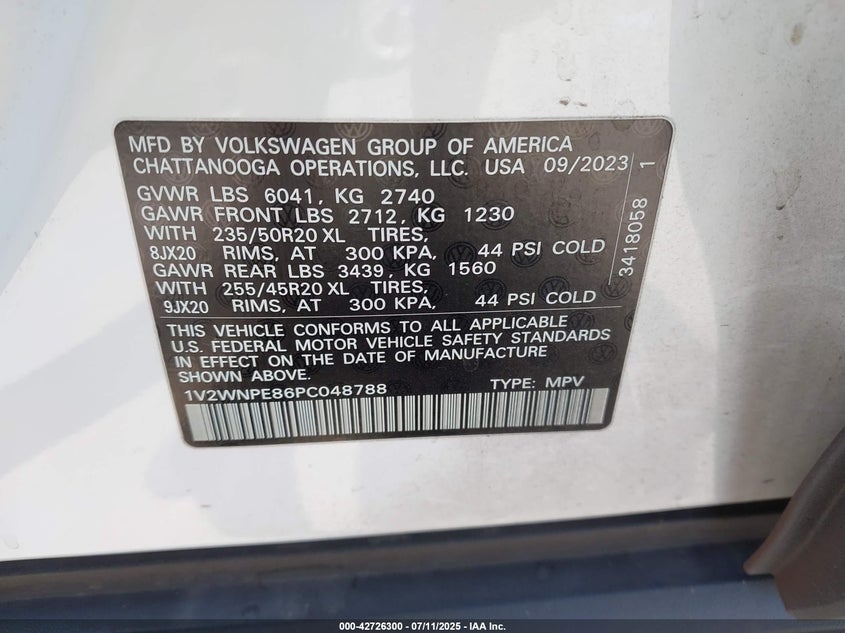 MFD BY VOLKSWAGEN GROUP OF AMERICA
CHATTANOOGA OPERATIONS, LLC. USA 09/2023
GVWR LBS 6041, KG 2740
GAWR FRONT LBS 2712, KG 1230
WITH 235/50R20 XL TIRES,
8JX20 RIMS, AT 300 KPA, 44 PSI COLD
GAWR REAR LBS 3439, KG 1560
WITH 255/45R20 XL TIRES,
9JX20 RIMS, AT 300 KPA, 44 PSI COLD
THIS VEHICLE CONFORMS TO ALL APPLICABLE
U.S. FEDERAL MOTOR VEHICLE SAFETY STANDARDS
IN EFFECT ON THE DATE OF MANUFACTURE
SHOWN ABOVE.
1V2WNPE86PC048788 TYPE: MPV
3418058 1
000-42726300 - 07/11/2025 - IAA Inc.